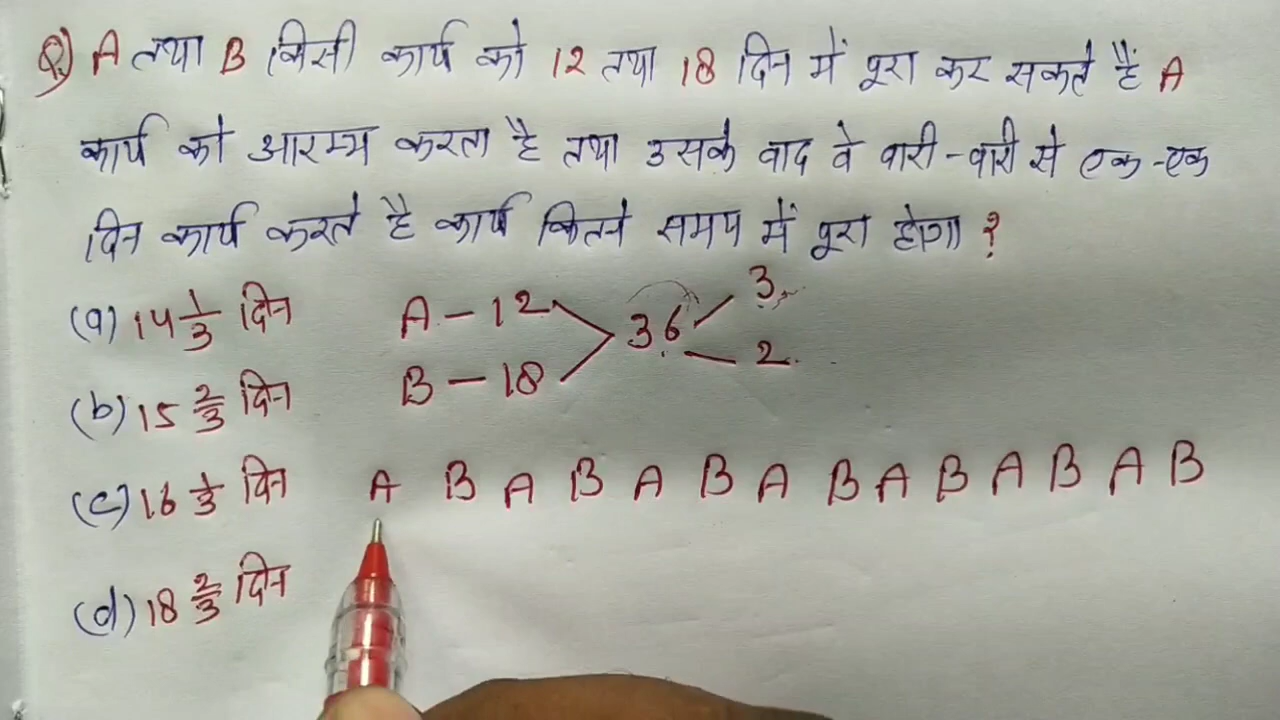 Q.) A तथा B किसी कार्य को 12 तथा 18 दिन में पूरा कर सकते हैं A
कार्य को आरम्भ करता है तथा उसके वाद वे वारी-वारी से एक-एक
दिन कार्य करते है कार्य कितने समय में पूरा होगा ?
(a) 14 1/3 दिन
(b) 15 2/3 दिन
(c) 16 1/3 दिन
(d) 18 2/3 दिन
A - 12
B - 18
36
3
2
A B A B A B A B A B A B A B